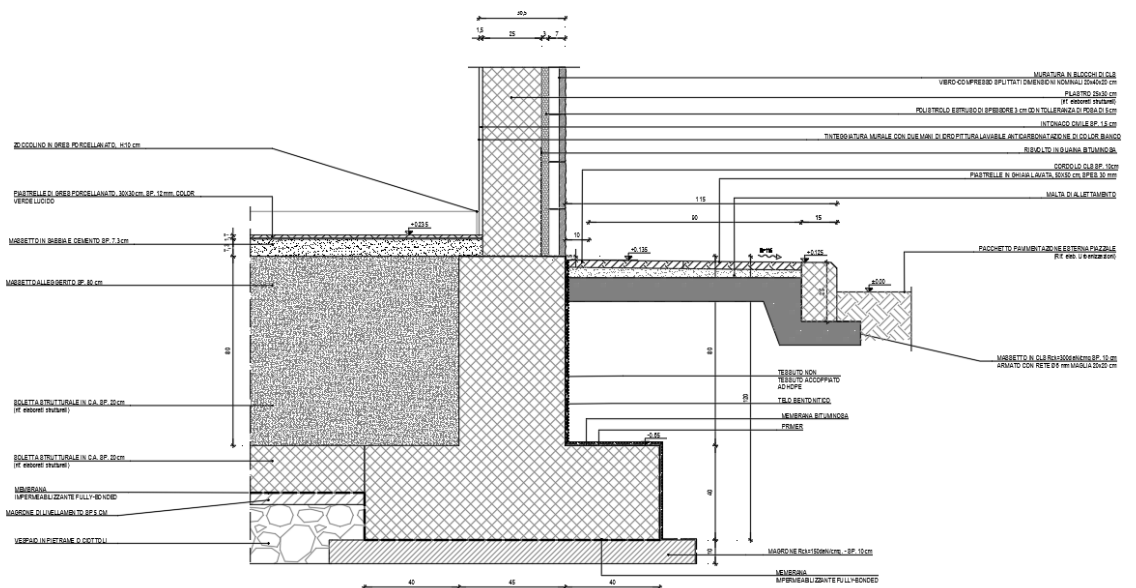 36,5
1,5 25 3 7
MURATURA IN BLOCCHI DI CLS
VIBRO-COMPRESSO SPLITTATI DIMENSIONI NOMINALI 20x40x20 cm
PILASTRO 25x30 cm
(rif. elaborati strutturali)
POLISTIROLO ESTRUSO DI SPESSORE 3 cm CON TOLLERANZA DI POSA DI 5cm
INTONACO CIVILE SP. 1,5 cm
TINTEGGIATURA MURALE CON DUE MANI DI IDROPITTURA LAVABILE ANTICARBONATAZIONE DI COLOR BIANCO
RISVOLTO IN GUAINA BITUMINOSA
CORDOLO CLS SP. 10cm
PIASTRELLE IN GHIAIA LAVATA, 50X50 cm, SPES. 30 mm
MALTA DI ALLETTAMENTO
PACCHETTO PAVIMENTAZIONE ESTERNA PIAZZALE
(Rif. elab. Urbanizzazioni)
MASSETTO IN CLS Rck=300daN/cmq SP. 10 cm
ARMATO CON RETE Ø6 mm MAGLIA 20x20 cm
ZOCCOLINO IN GRES PORCELLANATO, H:10 cm
PIASTRELLE DI GRES PORCELLANATO, 30X30 cm, SP. 12 mm, COLOR
VERDE LUCIDO
MASSETTO IN SABBIA E CEMENTO SP. 7,3 cm
MASSETTO ALLEGGERITO SP. 80 cm
SOLETTA STRUTTURALE IN C.A. SP. 20cm
(rif. elaborati strutturali)
SOLETTA STRUTTURALE IN C.A. SP. 20cm
(rif. elaborati strutturali)
MEMBRANA
IMPERMEABILIZZANTE FULLY-BONDED
MAGRONE DI LIVELLAMENTO SP 5 CM
VESPAIO IN PIETRAME O CIOTTOLI
115
90 15
10
+0.235
+0.135
+0.125
±0.00
80
80
120
TESSUTO NON
TESSUTO ACCOPPIATO
AD HDPE
TELO BENTONITICO
MEMBRANA BITUMINOSA
PRIMER
-0.65
40
10
MAGRONE Rck=150daN/cmq. - SP. 10cm
MEMBRANA
IMPERMEABILIZZANTE FULLY-BONDED
40 45 40